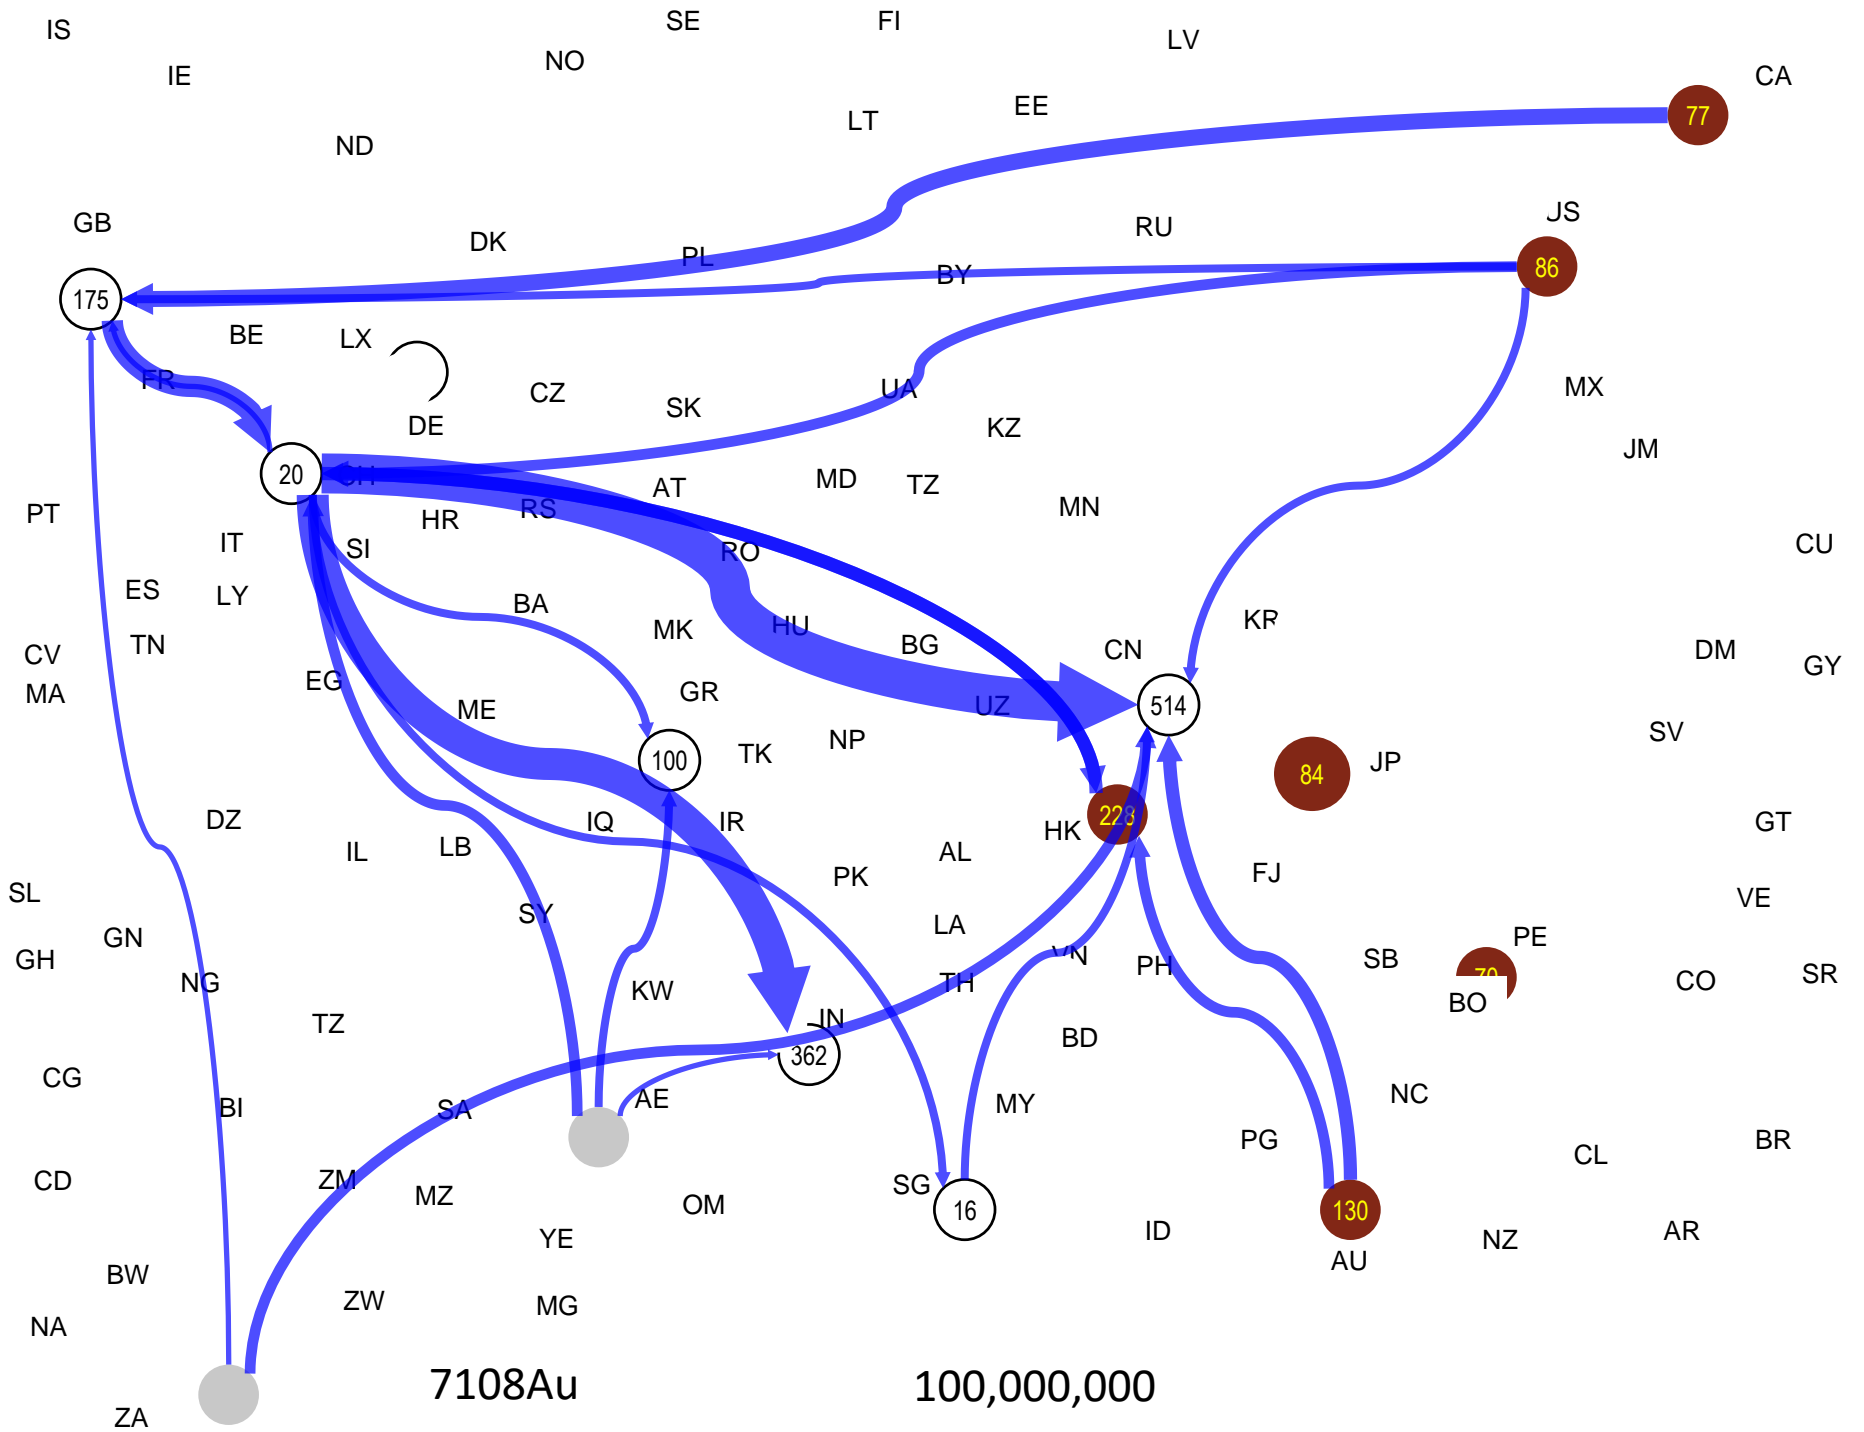 IS
SE
FI
LV
IE
NO
CA
LT
EE
77
ND
GB
DK
PL
RU
JS
BY
86
175
BE
LX
FR
CZ
SK
UA
MX
DE
KZ
JM
20
CH
AT
MD
TZ
PT
HR
RS
MN
IT
SI
RO
CU
ES
LY
BA
TN
MK
HU
BG
KR
CV
CN
DM
GY
MA
EG
ME
GR
UZ
514
TK
NP
SV
100
84
JP
DZ
IQ
IR
HK
228
GT
IL
LB
AL
PK
FJ
SL
SY
LA
VE
GN
PE
GH
NG
KW
TH
VN
PH
SB
BO
CO
SR
TZ
IN
BD
362
CG
BI
SA
AE
MY
NC
PG
CL
BR
CD
ZM
MZ
OM
SG
16
130
YE
ID
AU
NZ
AR
BW
ZW
MG
NA
7108Au
100,000,000
ZA